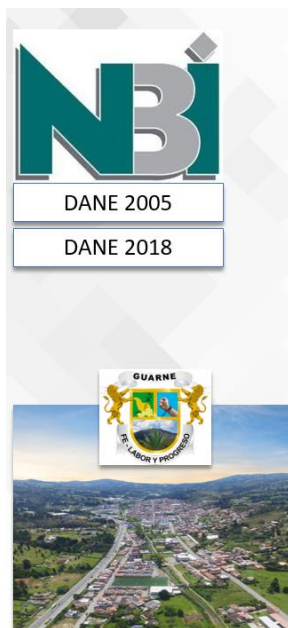 NBi
DANE 2005
DANE 2018
GUARNE
FE - LABOR Y PROGRESO